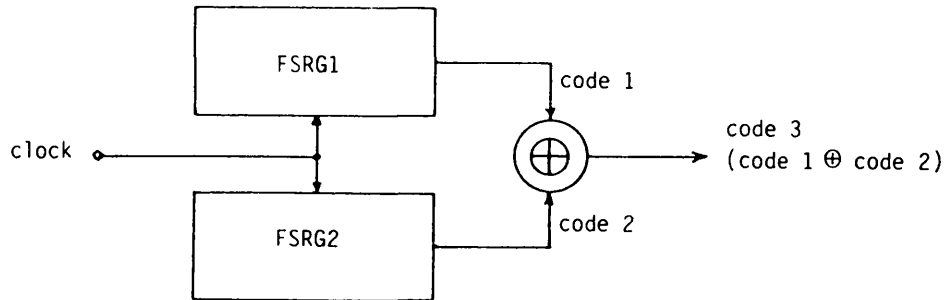 FSRG1
code 1
clock
code 3
(code 1 ⊕ code 2)
code 2
FSRG2